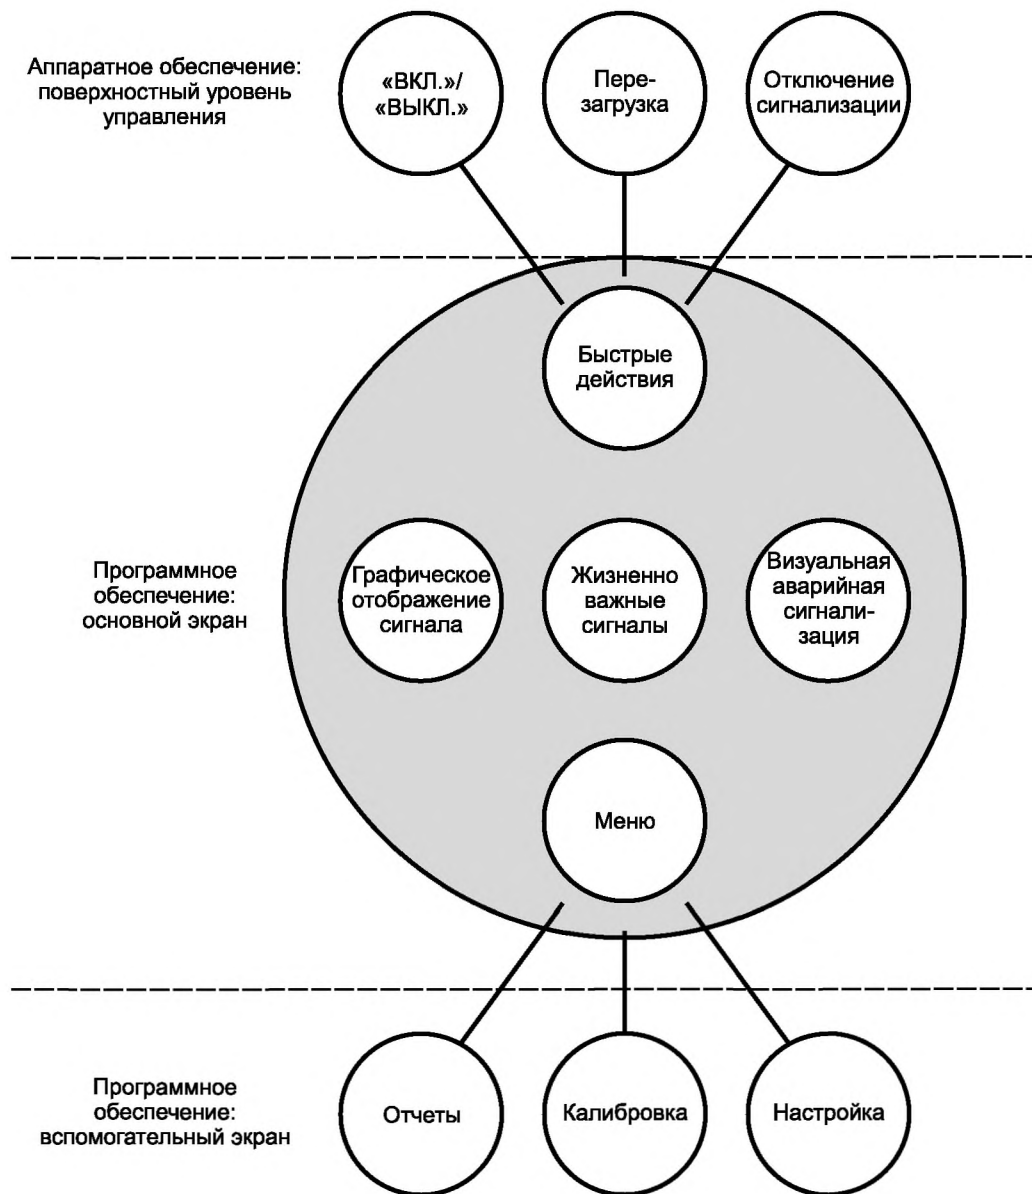 Аппаратное обеспечение:
поверхностный уровень
управления
«ВКЛ.»/
«ВЫКЛ.»
Пере-
загрузка
Отключение
сигнализации
Быстрые
действия
Программное
обеспечение:
основной экран
Графическое
отображение
сигнала
Жизненно
важные
сигналы
Визуальная
аварийная
сигнали-
зация
Меню
Программное
обеспечение:
вспомогательный экран
Отчеты
Калибровка
Настройка